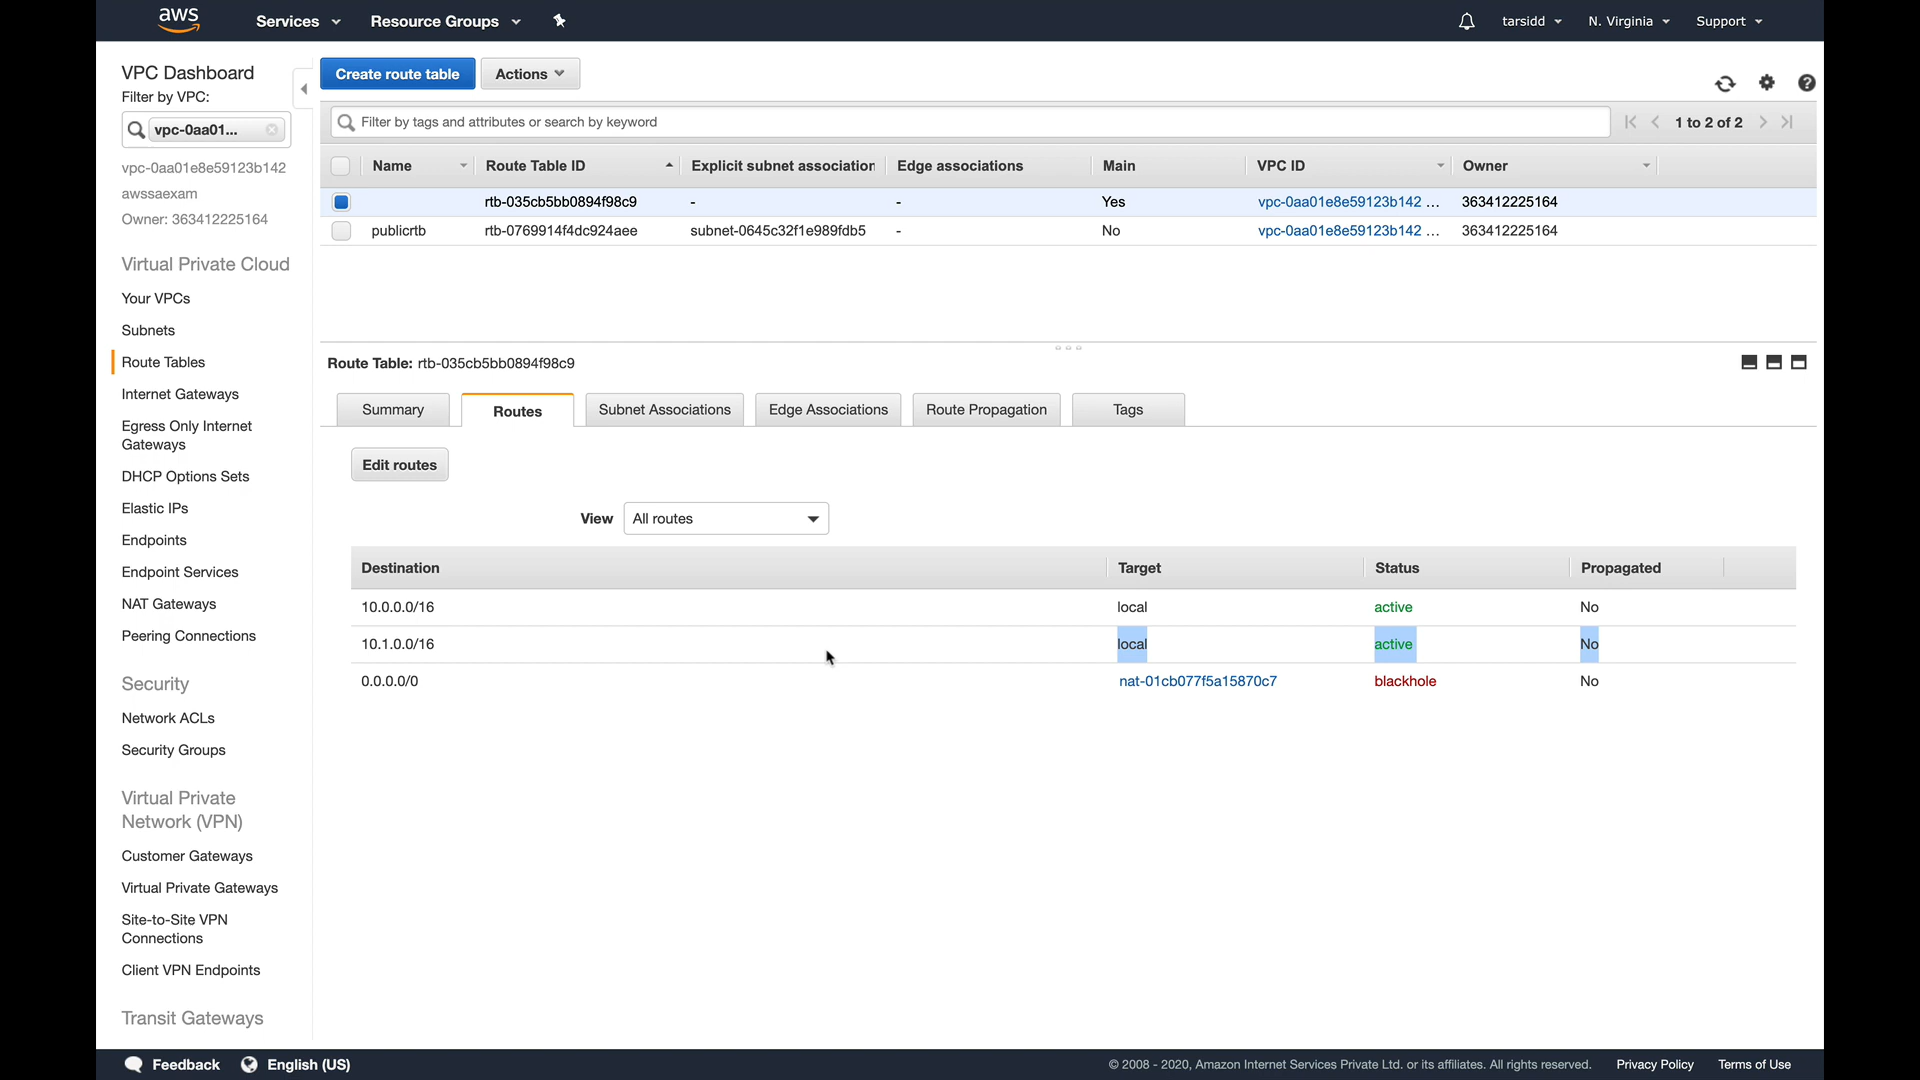 aws Services Resource Groups tarsidd N. Virginia Support
VPC Dashboard
Filter by VPC:
vpc-0aa01...
vpc-0aa01e8e59123b142
awssaexam
Owner: 363412225164
Virtual Private Cloud
Your VPCs
Subnets
Route Tables
Internet Gateways
Egress Only Internet
Gateways
DHCP Options Sets
Elastic IPs
Endpoints
Endpoint Services
NAT Gateways
Peering Connections
Security
Network ACLs
Security Groups
Virtual Private
Network (VPN)
Customer Gateways
Virtual Private Gateways
Site-to-Site VPN
Connections
Client VPN Endpoints
Transit Gateways
Create route table Actions
Filter by tags and attributes or search by keyword 1 to 2 of 2
Name Route Table ID Explicit subnet association Edge associations Main VPC ID Owner
rtb-035cb5bb0894f98c9 - - Yes vpc-0aa01e8e59123b142 ... 363412225164
publicrtb rtb-0769914f4dc924aee subnet-0645c32f1e989fdb5 - No vpc-0aa01e8e59123b142 ... 363412225164
Route Table: rtb-035cb5bb0894f98c9
Summary Routes Subnet Associations Edge Associations Route Propagation Tags
Edit routes
View All routes
Destination Target Status Propagated
10.0.0.0/16 local active No
10.1.0.0/16 local active No
0.0.0.0/0 nat-01cb077f5a15870c7 blackhole No
Feedback English (US) © 2008 - 2020, Amazon Internet Services Private Ltd. or its affiliates. All rights reserved. Privacy Policy Terms of Use